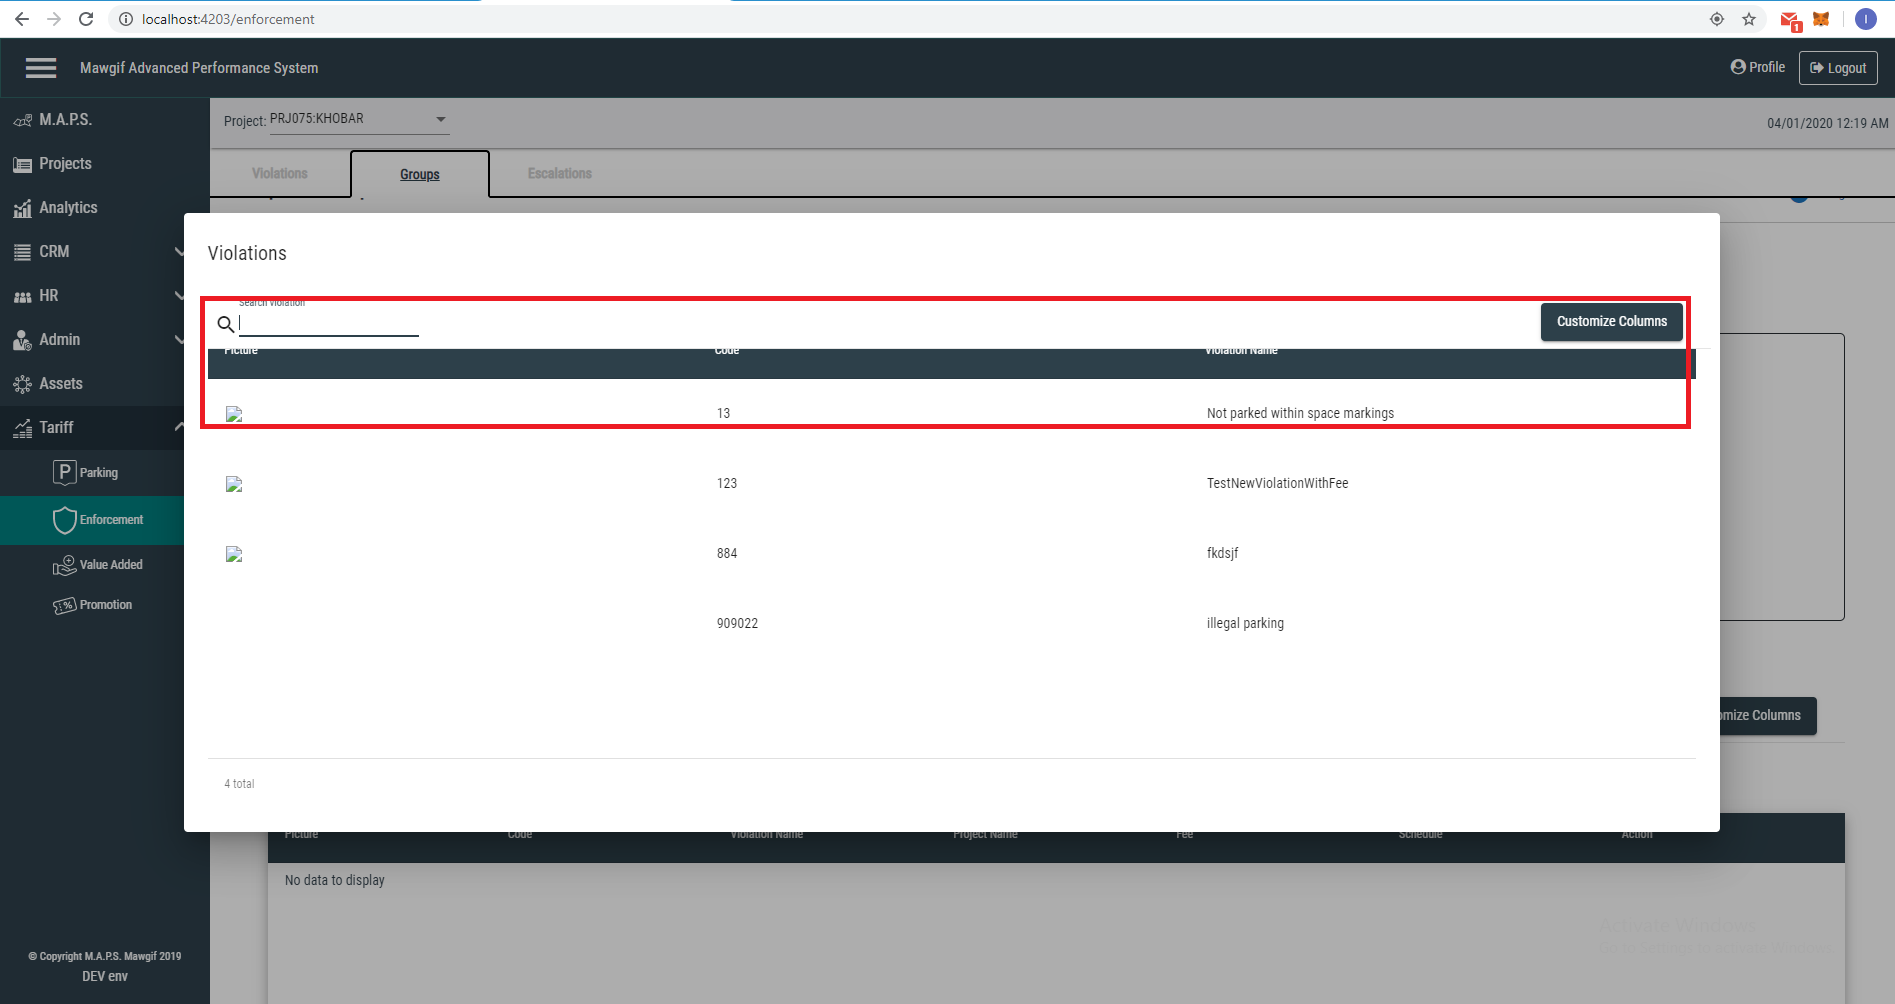 localhost:4203/enforcement
1
I
Mawgif Advanced Performance System
Profile
Logout
M.A.P.S.
Projects
Analytics
CRM
HR
Admin
Assets
Tariff
P Parking
Enforcement
Value Added
% Promotion
© Copyright M.A.P.S. Mawgif 2019
DEV env
Project: PRJ075:KHOBAR
04/01/2020 12:19 AM
Violations Groups Escalations
Violations
Search violation
Customize Columns
Picture Code Violation Name
13 Not parked within space markings
123 TestNewViolationWithFee
884 fkdsjf
909022 illegal parking
4 total
omize Columns
Picture Code Violation Name Project Name Fee Schedule Action
No data to display
Activate Windows